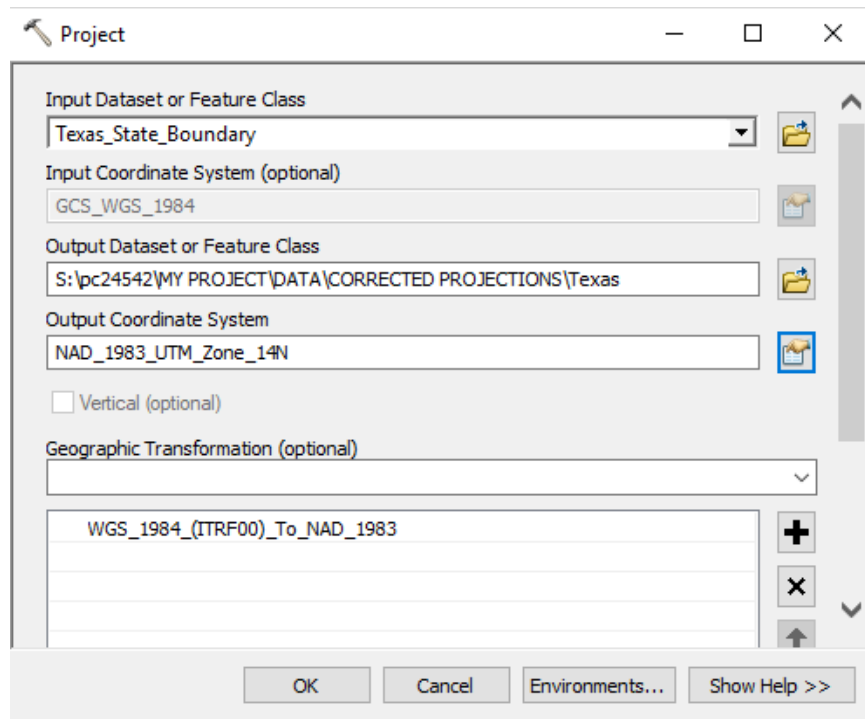 Project
Input Dataset or Feature Class
Texas_State_Boundary
Input Coordinate System (optional)
GCS_WGS_1984
Output Dataset or Feature Class
S:\pc24542\MY PROJECT\DATA\CORRECTED PROJECTIONS\Texas
Output Coordinate System
NAD_1983_UTM_Zone_14N
Vertical (optional)
Geographic Transformation (optional)
WGS_1984_(ITRF00)_To_NAD_1983
OK Cancel Environments... Show Help >>